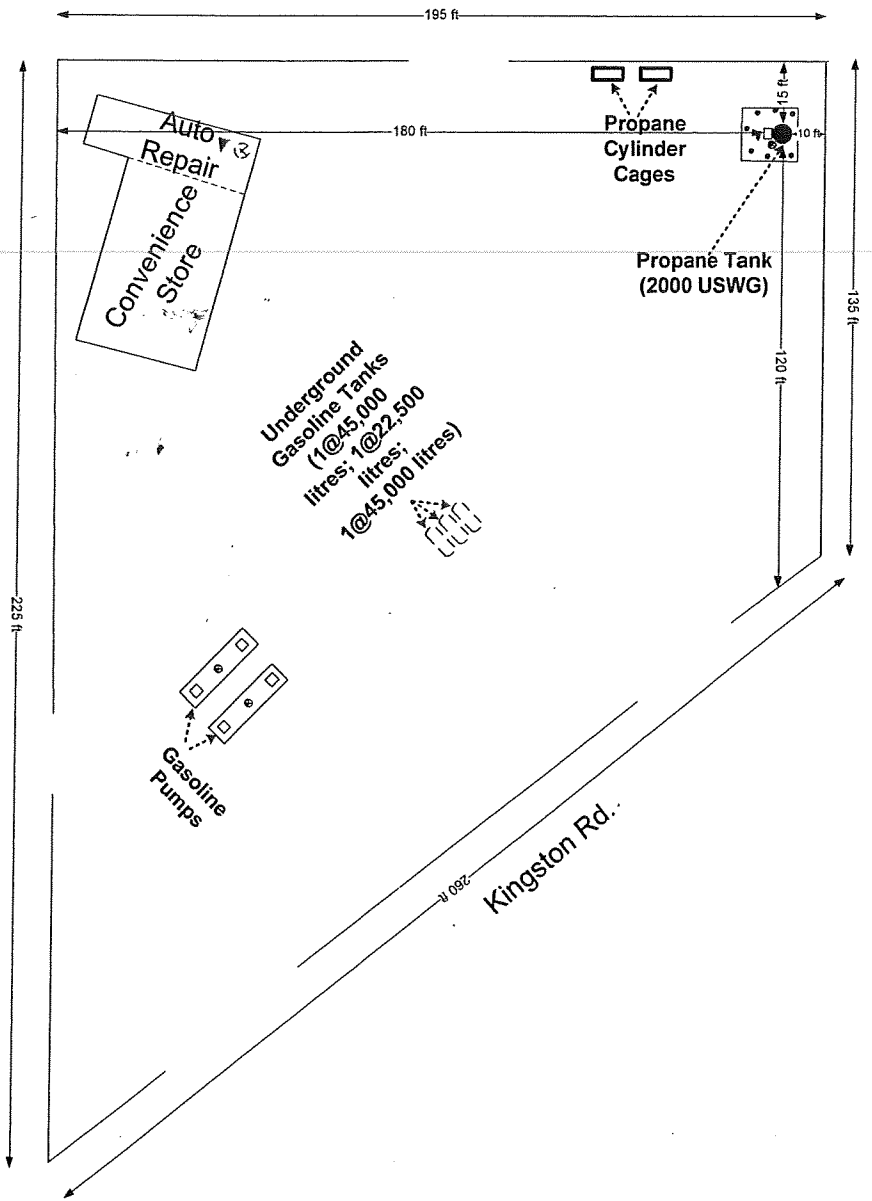 195 ft
Auto
Repair
180 ft
15 ft
10 ft
Propane
Cylinder
Cages
Convenience
Store
Propane Tank
(2000 USWG)
135 ft
120 ft
Underground
Gasoline Tanks
(1@45,000
litres; 1@22,500
litres;
1@45,000 litres)
225 ft
Gasoline
Pumps
260 ft
Kingston Rd.